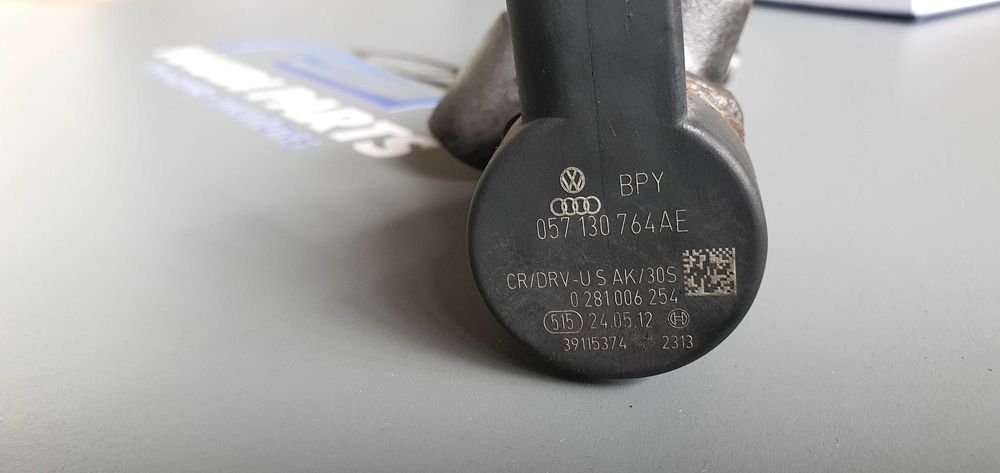 BPY
057 130 764AE
CR/DRV-U S AK/30S
0 281 006 254
515 24.05.12
39115374 2313